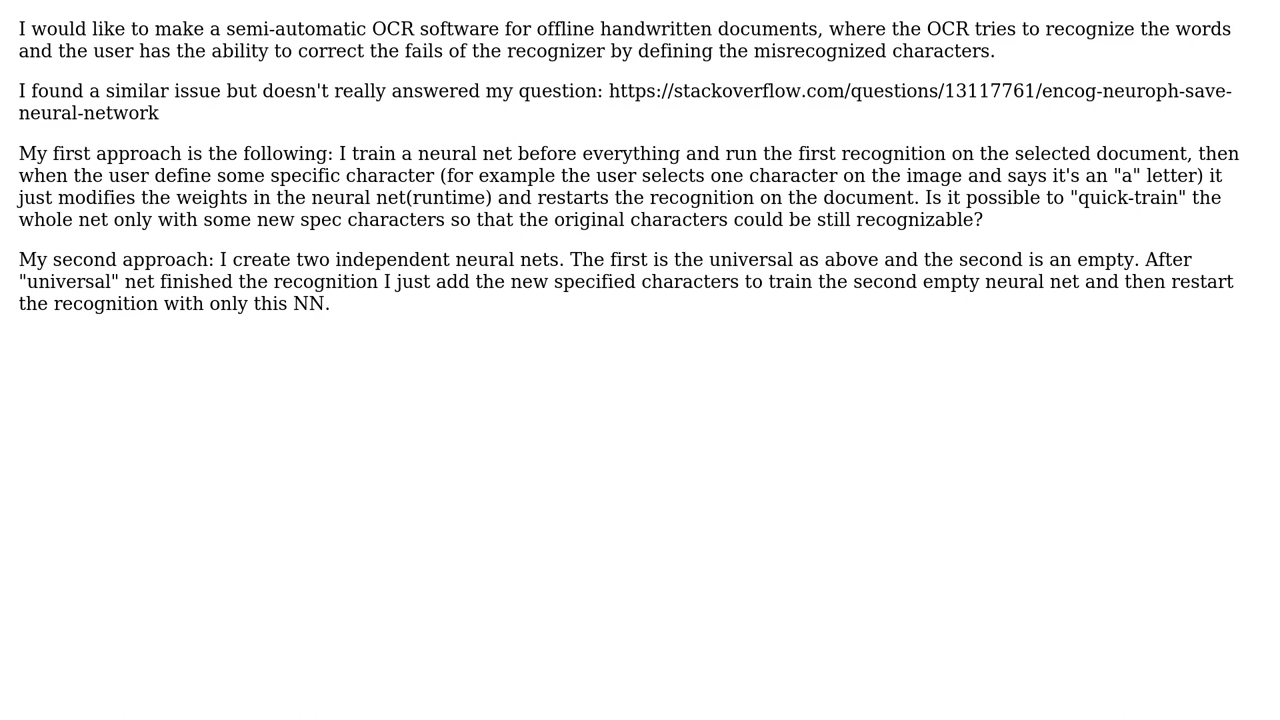 I would like to make a semi-automatic OCR software for offline handwritten documents, where the OCR tries to recognize the words
and the user has the ability to correct the fails of the recognizer by defining the misrecognized characters.
I found a similar issue but doesn't really answered my question: https://stackoverflow.com/questions/13117761/encog-neuroph-save-
neural-network
My first approach is the following: I train a neural net before everything and run the first recognition on the selected document, then
when the user define some specific character (for example the user selects one character on the image and says it's an "a" letter) it
just modifies the weights in the neural net(runtime) and restarts the recognition on the document. Is it possible to "quick-train" the
whole net only with some new spec characters so that the original characters could be still recognizable?
My second approach: I create two independent neural nets. The first is the universal as above and the second is an empty. After
"universal" net finished the recognition I just add the new specified characters to train the second empty neural net and then restart
the recognition with only this NN.